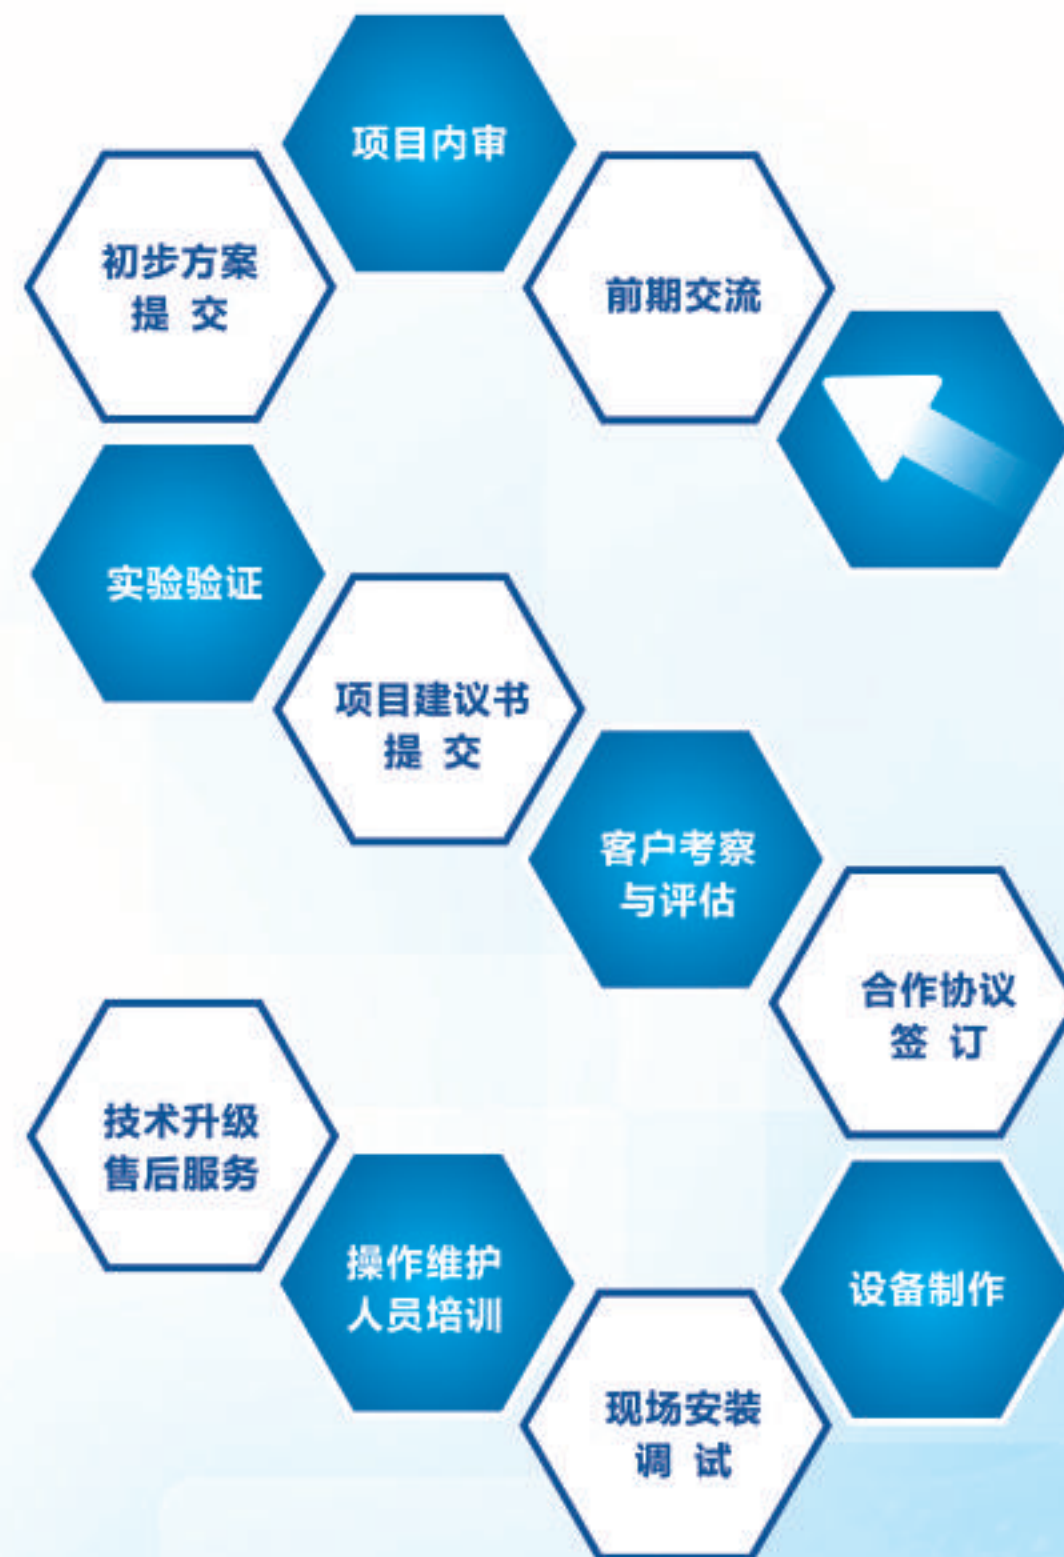 项目内审
初步方案
提 交
前期交流
实验验证
项目建议书
提 交
客户考察
与评估
合作协议
签 订
技术升级
售后服务
操作维护
人员培训
设备制作
现场安装
调 试